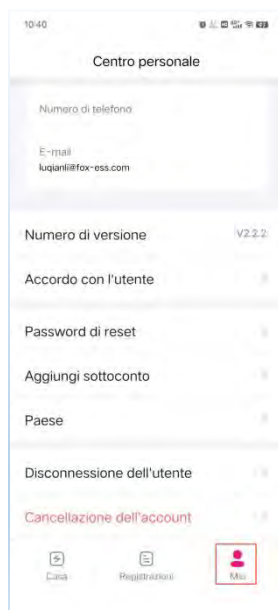 10:40
Centro personale
Numero di telefono
E-mail
luqianli@fox-ess.com
Numero di versione V2.2.2
Accordo con l'utente
Password di reset
Aggiungi sottoconto
Paese
Disconnessione dell'utente
Cancellazione dell'account
Casa Registrazioni Mio